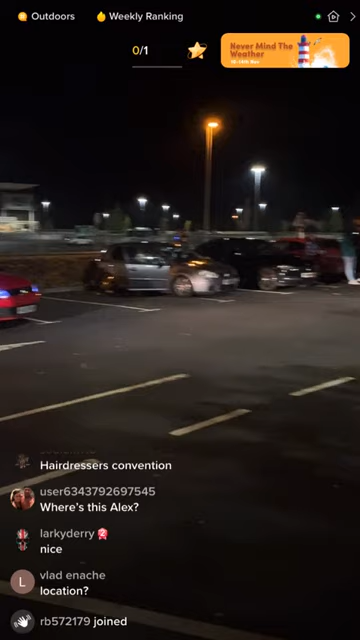 Outdoors
Weekly Ranking
0/1
Never Mind The
Weather
Hairdressers convention
user6343792697545
Where's this Alex?
larkyderry
nice
L
vlad enache
location?
rb572179 joined